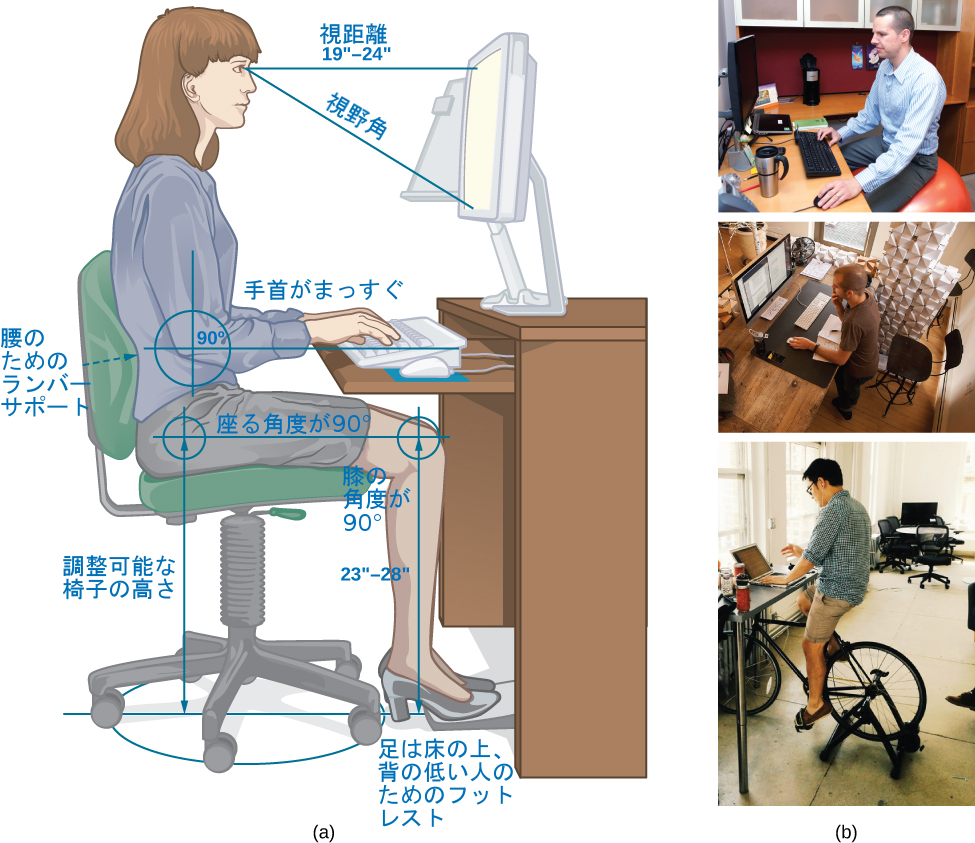 視距離
19"–24"
視野角
手首がまっすぐ
90°
腰の
ための
ランバー
サポート
座る角度が90°
膝の
角度が
90°
調整可能な
椅子の高さ
23"–28"
足は床の上、
背の低い人の
ためのフット
レスト
(a)
(b)